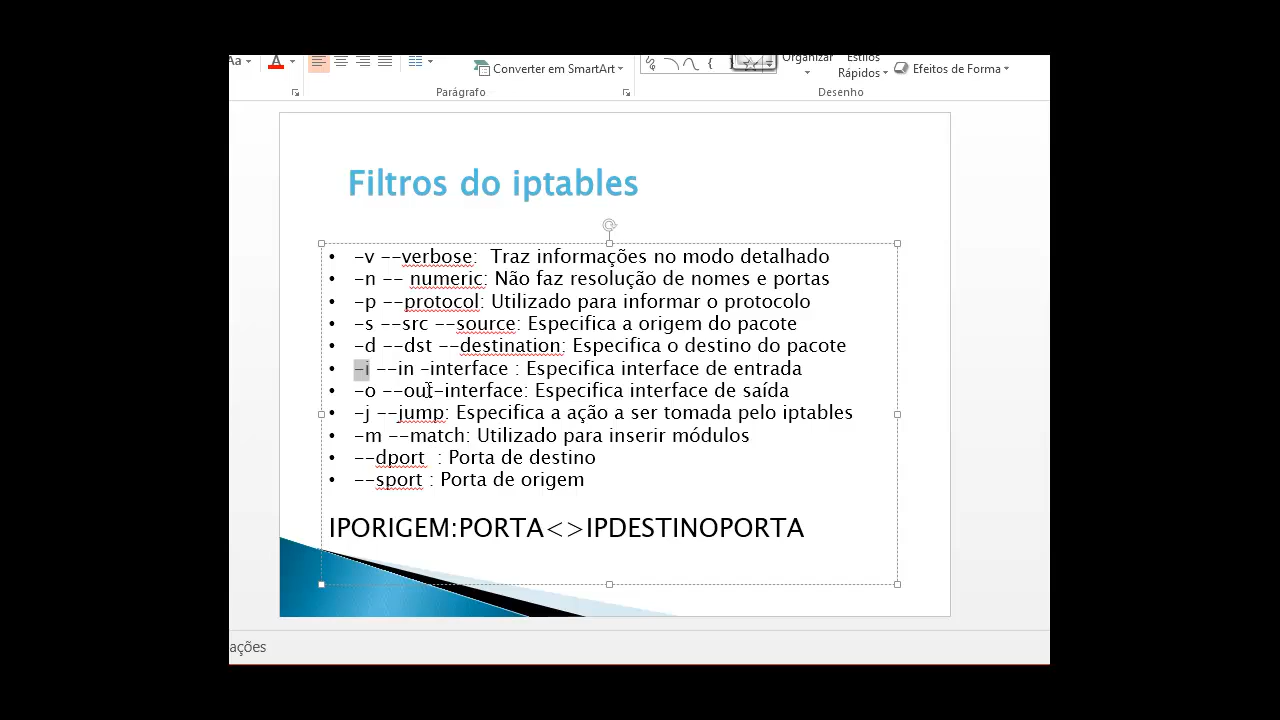 Aa
A
Converter em SmartArt
Organizar
Estilos
Rápidos
Efeitos de Forma
Parágrafo
Desenho
Filtros do iptables
• -v --verbose:  Traz informações no modo detalhado
• -n -- numeric: Não faz resolução de nomes e portas
• -p --protocol: Utilizado para informar o protocolo
• -s --src --source: Especifica a origem do pacote
• -d --dst --destination: Especifica o destino do pacote
• -i --in -interface : Especifica interface de entrada
• -o --out-interface: Especifica interface de saída
• -j --jump: Especifica a ação a ser tomada pelo iptables
• -m --match: Utilizado para inserir módulos
• --dport  : Porta de destino
• --sport : Porta de origem
IPORIGEM:PORTA<>IPDESTINOPORTA
ações